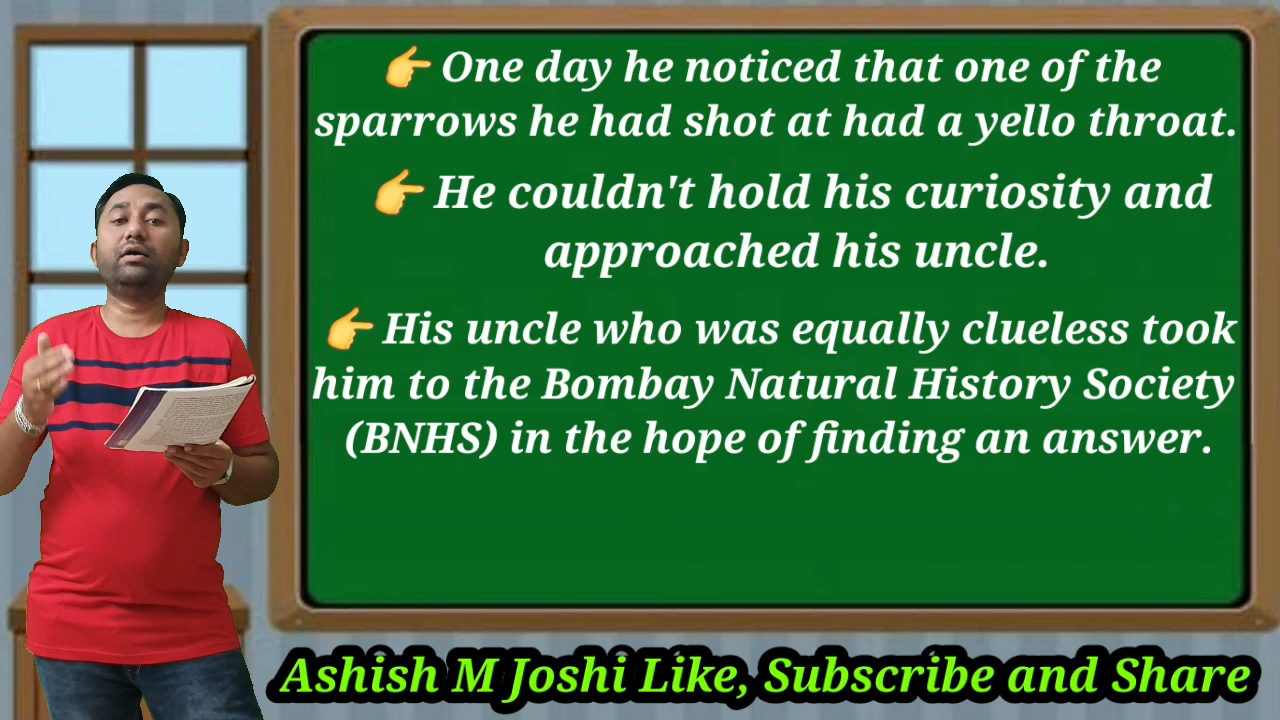 👉 One day he noticed that one of the
sparrows he had shot at had a yello throat.
👉 He couldn't hold his curiosity and
approached his uncle.
👉 His uncle who was equally clueless took
him to the Bombay Natural History Society
(BNHS) in the hope of finding an answer.
Ashish M Joshi Like, Subscribe and Share